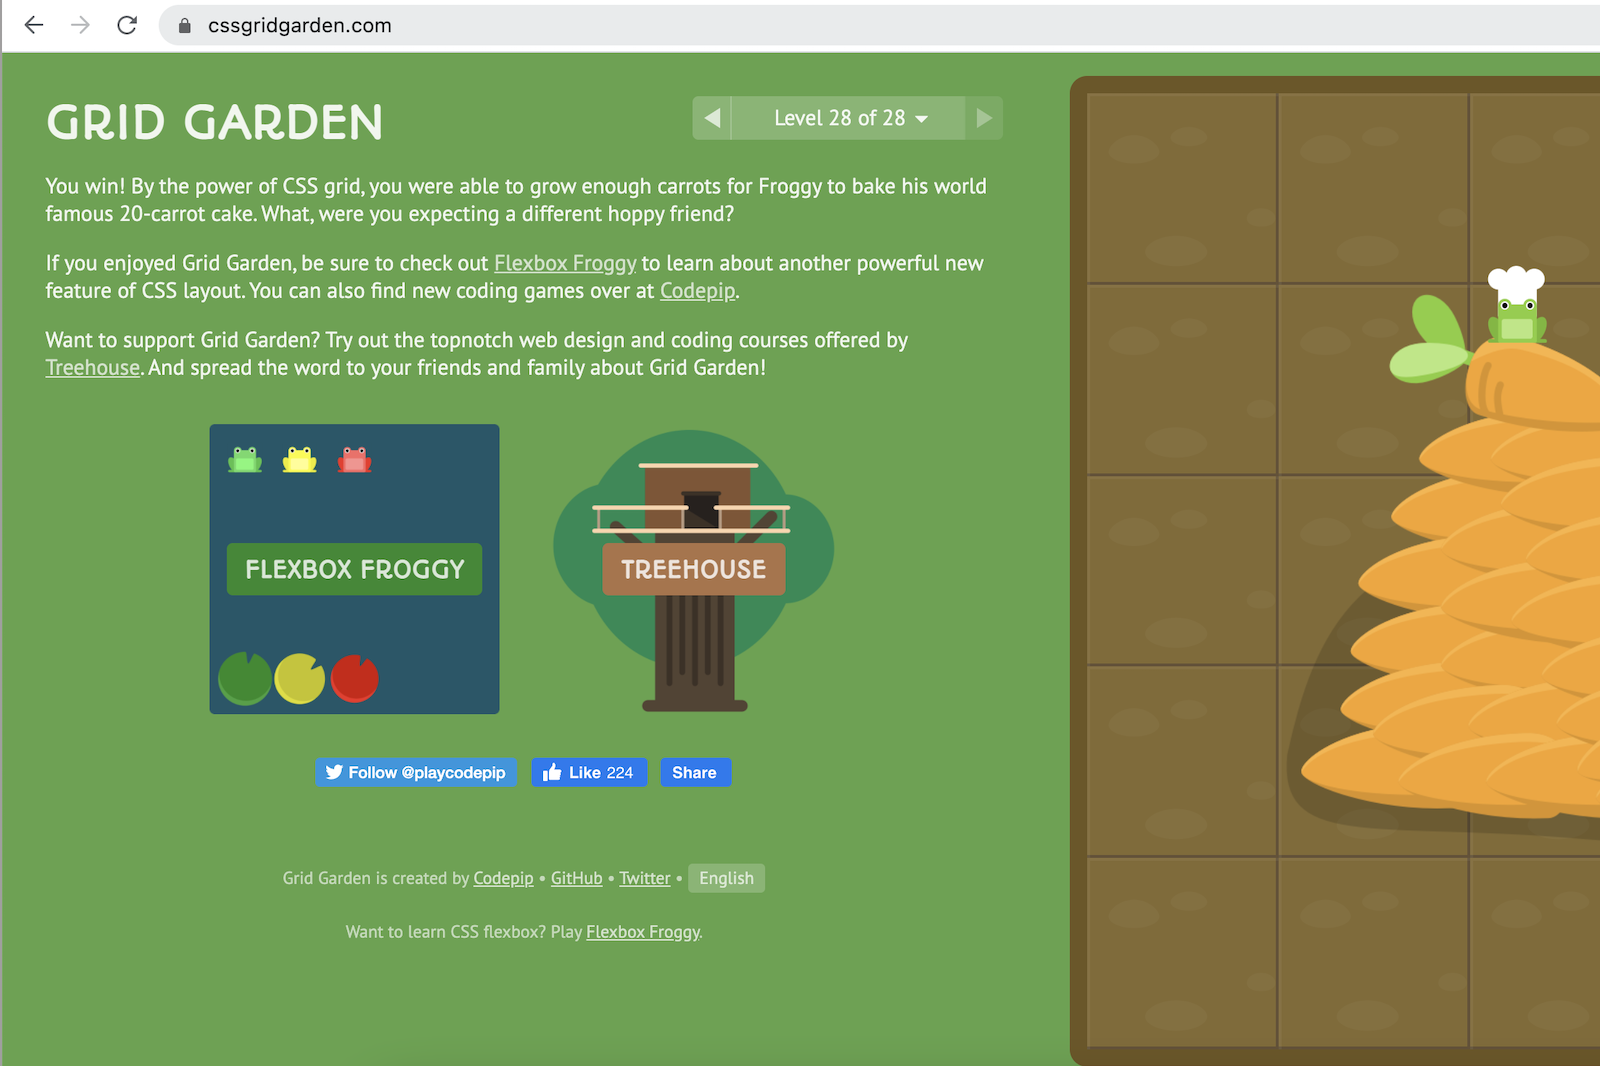 cssgridgarden.com
GRID GARDEN
Level 28 of 28
You win! By the power of CSS grid, you were able to grow enough carrots for Froggy to bake his world
famous 20-carrot cake. What, were you expecting a different hoppy friend?
If you enjoyed Grid Garden, be sure to check out Flexbox Froggy to learn about another powerful new
feature of CSS layout. You can also find new coding games over at Codepip.
Want to support Grid Garden? Try out the topnotch web design and coding courses offered by
Treehouse. And spread the word to your friends and family about Grid Garden!
FLEXBOX FROGGY
TREEHOUSE
Follow @playcodepip
Like 224
Share
Grid Garden is created by Codepip • GitHub • Twitter • English
Want to learn CSS flexbox? Play Flexbox Froggy.